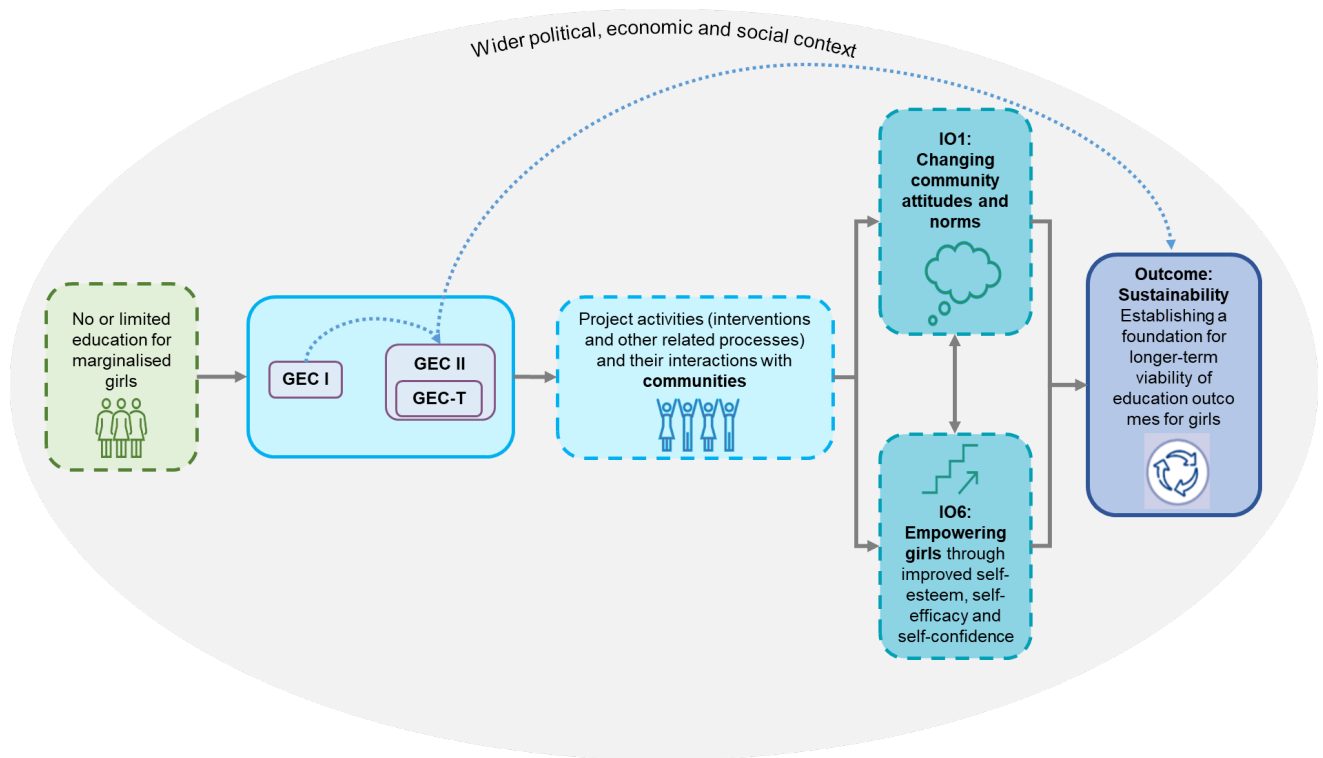 Wider political, economic and social context
No or limited
education for
marginalised
girls
GEC I
GEC II
GEC-T
Project activities (interventions
and other related processes)
and their interactions with
communities
IO1:
Changing
community
attitudes and
norms
IO6:
Empowering
girls through
improved self-
esteem, self-
efficacy and
self-confidence
Outcome:
Sustainability
Establishing a
foundation for
longer-term
viability of
education outco
mes for girls